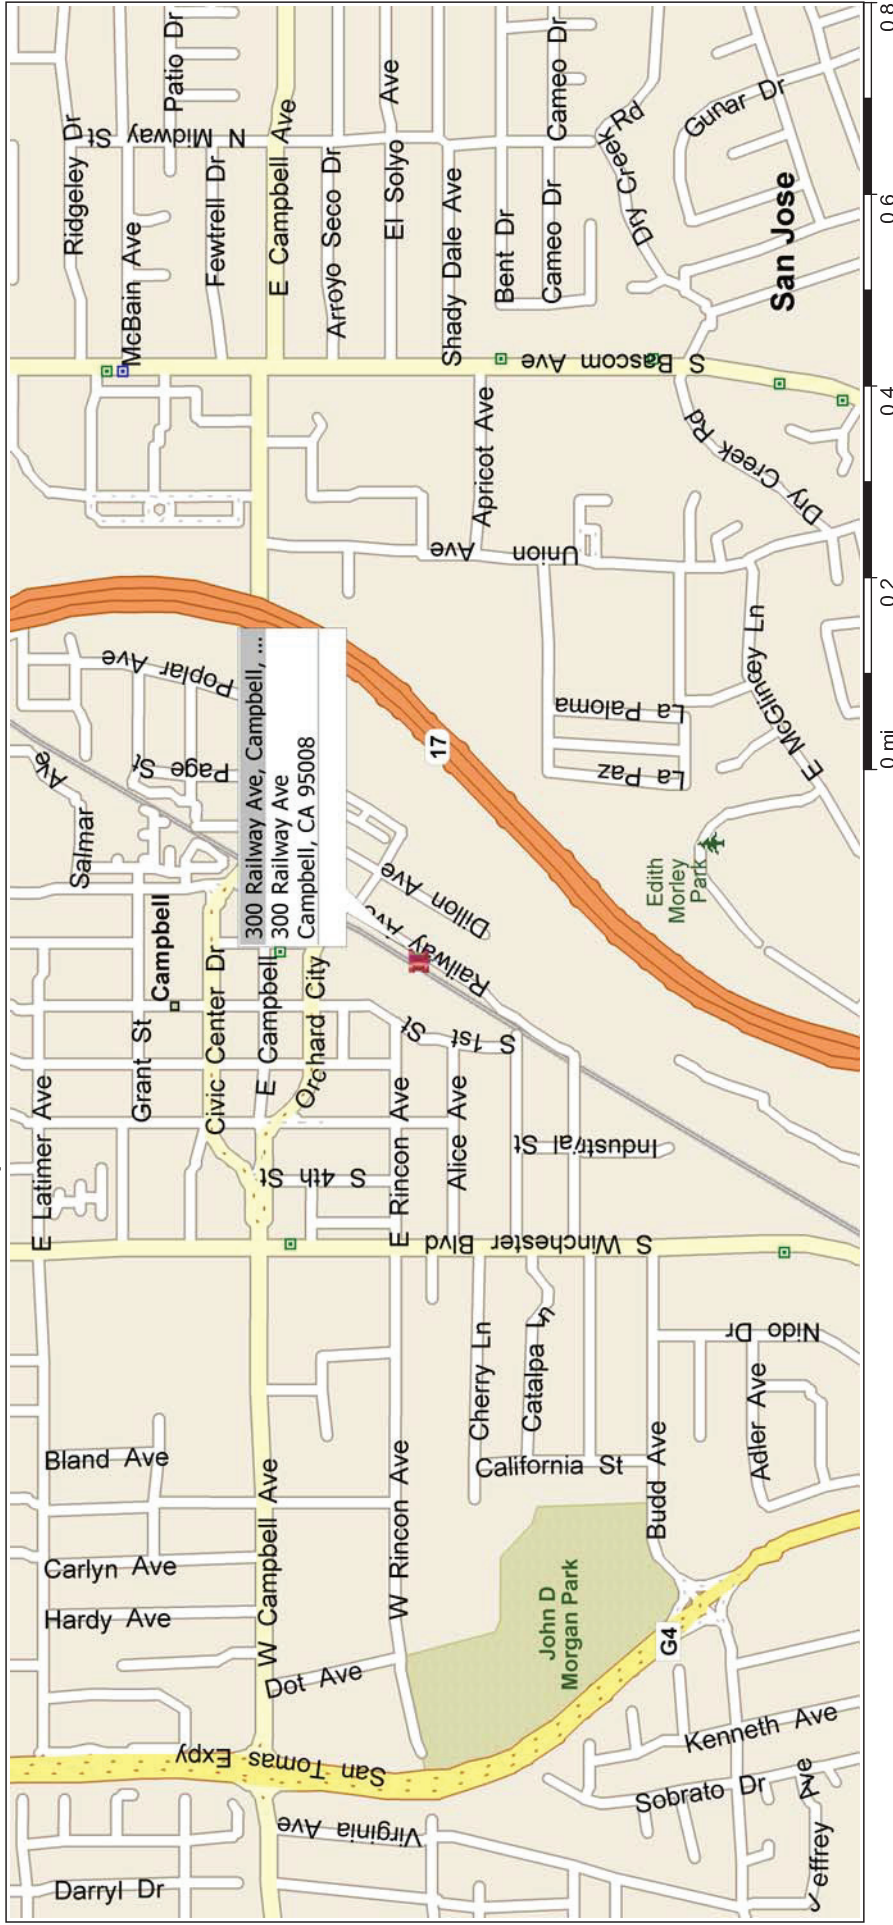 Ridgeley Dr
Patio Dr
N Midway St
McBain Ave
Fewtrell Dr
E Campbell Ave
Arroyo Seco Dr
El Solyo Ave
Shady Dale Ave
Bent Dr
Cameo Dr
Cameo Dr
Dry Creek Rd
Gunar Dr
San Jose
S Bascom Ave
Apricot Ave
Union Ave
Dry Creek Rd
Poplar Ave
Page St
Salmar Ave
17
La Paloma
La Paz
E McGlincey Ln
Edith
Morley
Park
300 Railway Ave, Campbell, ...
300 Railway Ave
Campbell, CA 95008
Dillon Ave
Railway Ave
Campbell
Grant St
Civic Center Dr
E Campbell
Orchard City
E Latimer Ave
S 1st St
E Rincon Ave
Alice Ave
Industrial St
S 4th St
S Winchester Blvd
Cherry Ln
Catalpa Ln
Nido Dr
Adler Ave
California St
Budd Ave
Bland Ave
Carlyn Ave
Hardy Ave
W Campbell Ave
W Rincon Ave
Dot Ave
John D
Morgan Park
G4
San Tomas Expy
Virginia Ave
Darryl Dr
Kenneth Ave
Sobrato Dr
Jeffrey Ave
0 mi
0.2
0.4
0.6
0.8